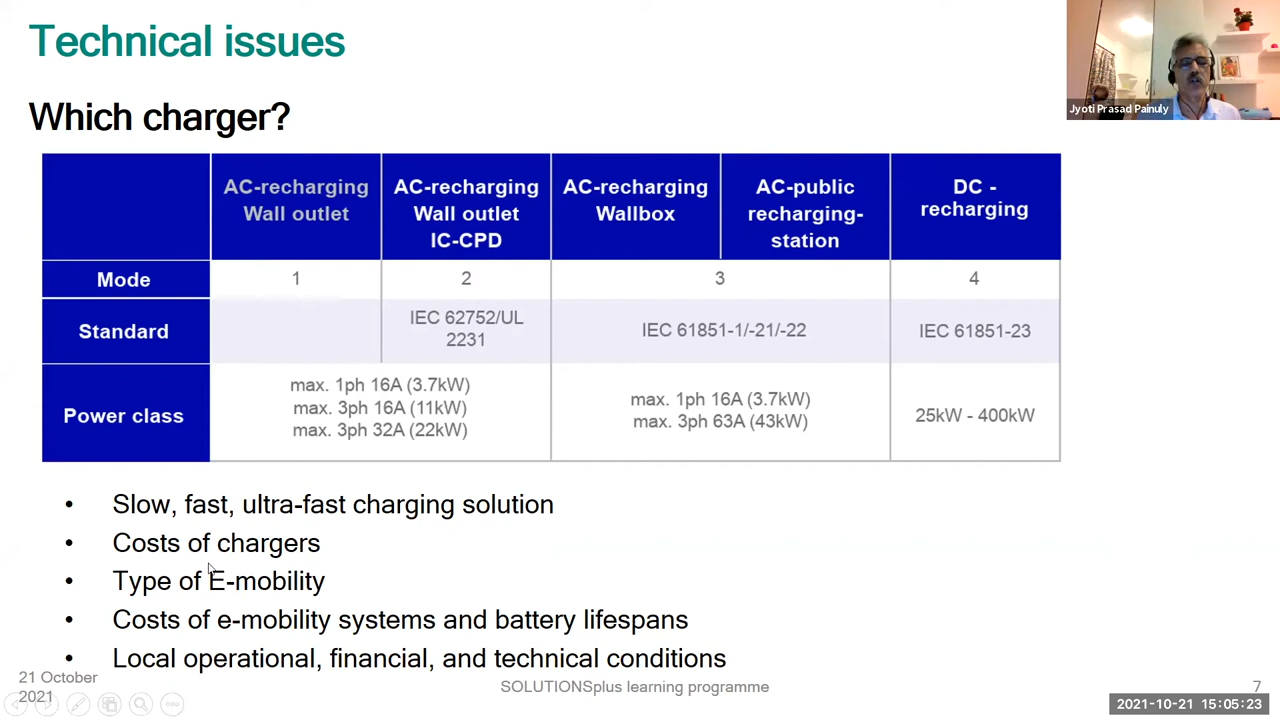 Technical issues
Jyoti Prasad Painuly
Which charger?
AC-recharging
Wall outlet
AC-recharging
Wall outlet
IC-CPD
AC-recharging
Wallbox
AC-public
recharging-
station
DC -
recharging
Mode
1
2
3
4
Standard
IEC 62752/UL
2231
IEC 61851-1/-21/-22
IEC 61851-23
Power class
max. 1ph 16A (3.7kW)
max. 3ph 16A (11kW)
max. 3ph 32A (22kW)
max. 1ph 16A (3.7kW)
max. 3ph 63A (43kW)
25kW - 400kW
• Slow, fast, ultra-fast charging solution
• Costs of chargers
• Type of E-mobility
• Costs of e-mobility systems and battery lifespans
• Local operational, financial, and technical conditions
21 October
2021
SOLUTIONSplus learning programme
7
2021-10-21 15:05:23